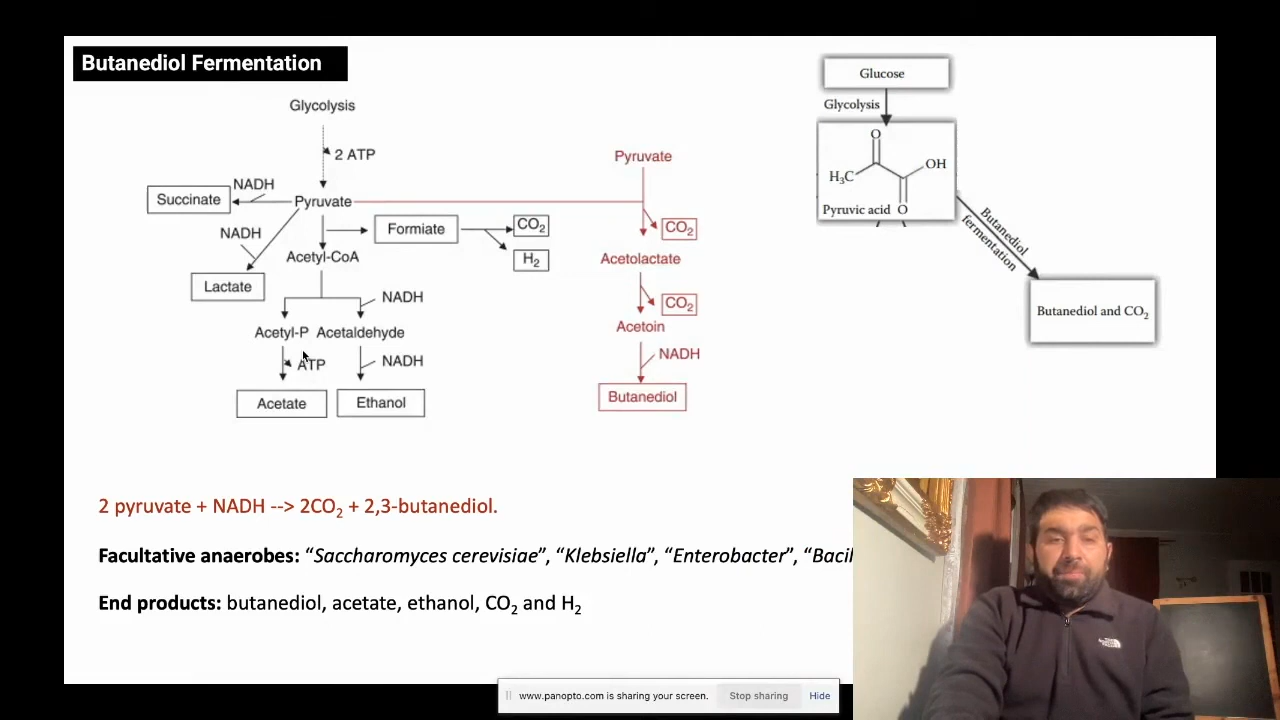 Butanediol Fermentation
Glycolysis
2 ATP
Succinate
NADH
Pyruvate
NADH
Lactate
Formiate
CO₂
H₂
Acetyl-CoA
NADH
Acetyl-P
Acetaldehyde
ATP
NADH
Acetate
Ethanol
Pyruvate
CO₂
Acetolactate
CO₂
Acetoin
NADH
Butanediol
Glucose
Glycolysis
O
H₃C
OH
O
Pyruvic acid
Butanediol
fermentation
Butanediol and CO₂
2 pyruvate + NADH --> 2CO₂ + 2,3-butanediol.
Facultative anaerobes: “Saccharomyces cerevisiae”, “Klebsiella”, “Enterobacter”, “Bacil
End products: butanediol, acetate, ethanol, CO₂ and H₂
www.panopto.com is sharing your screen.
Stop sharing
Hide